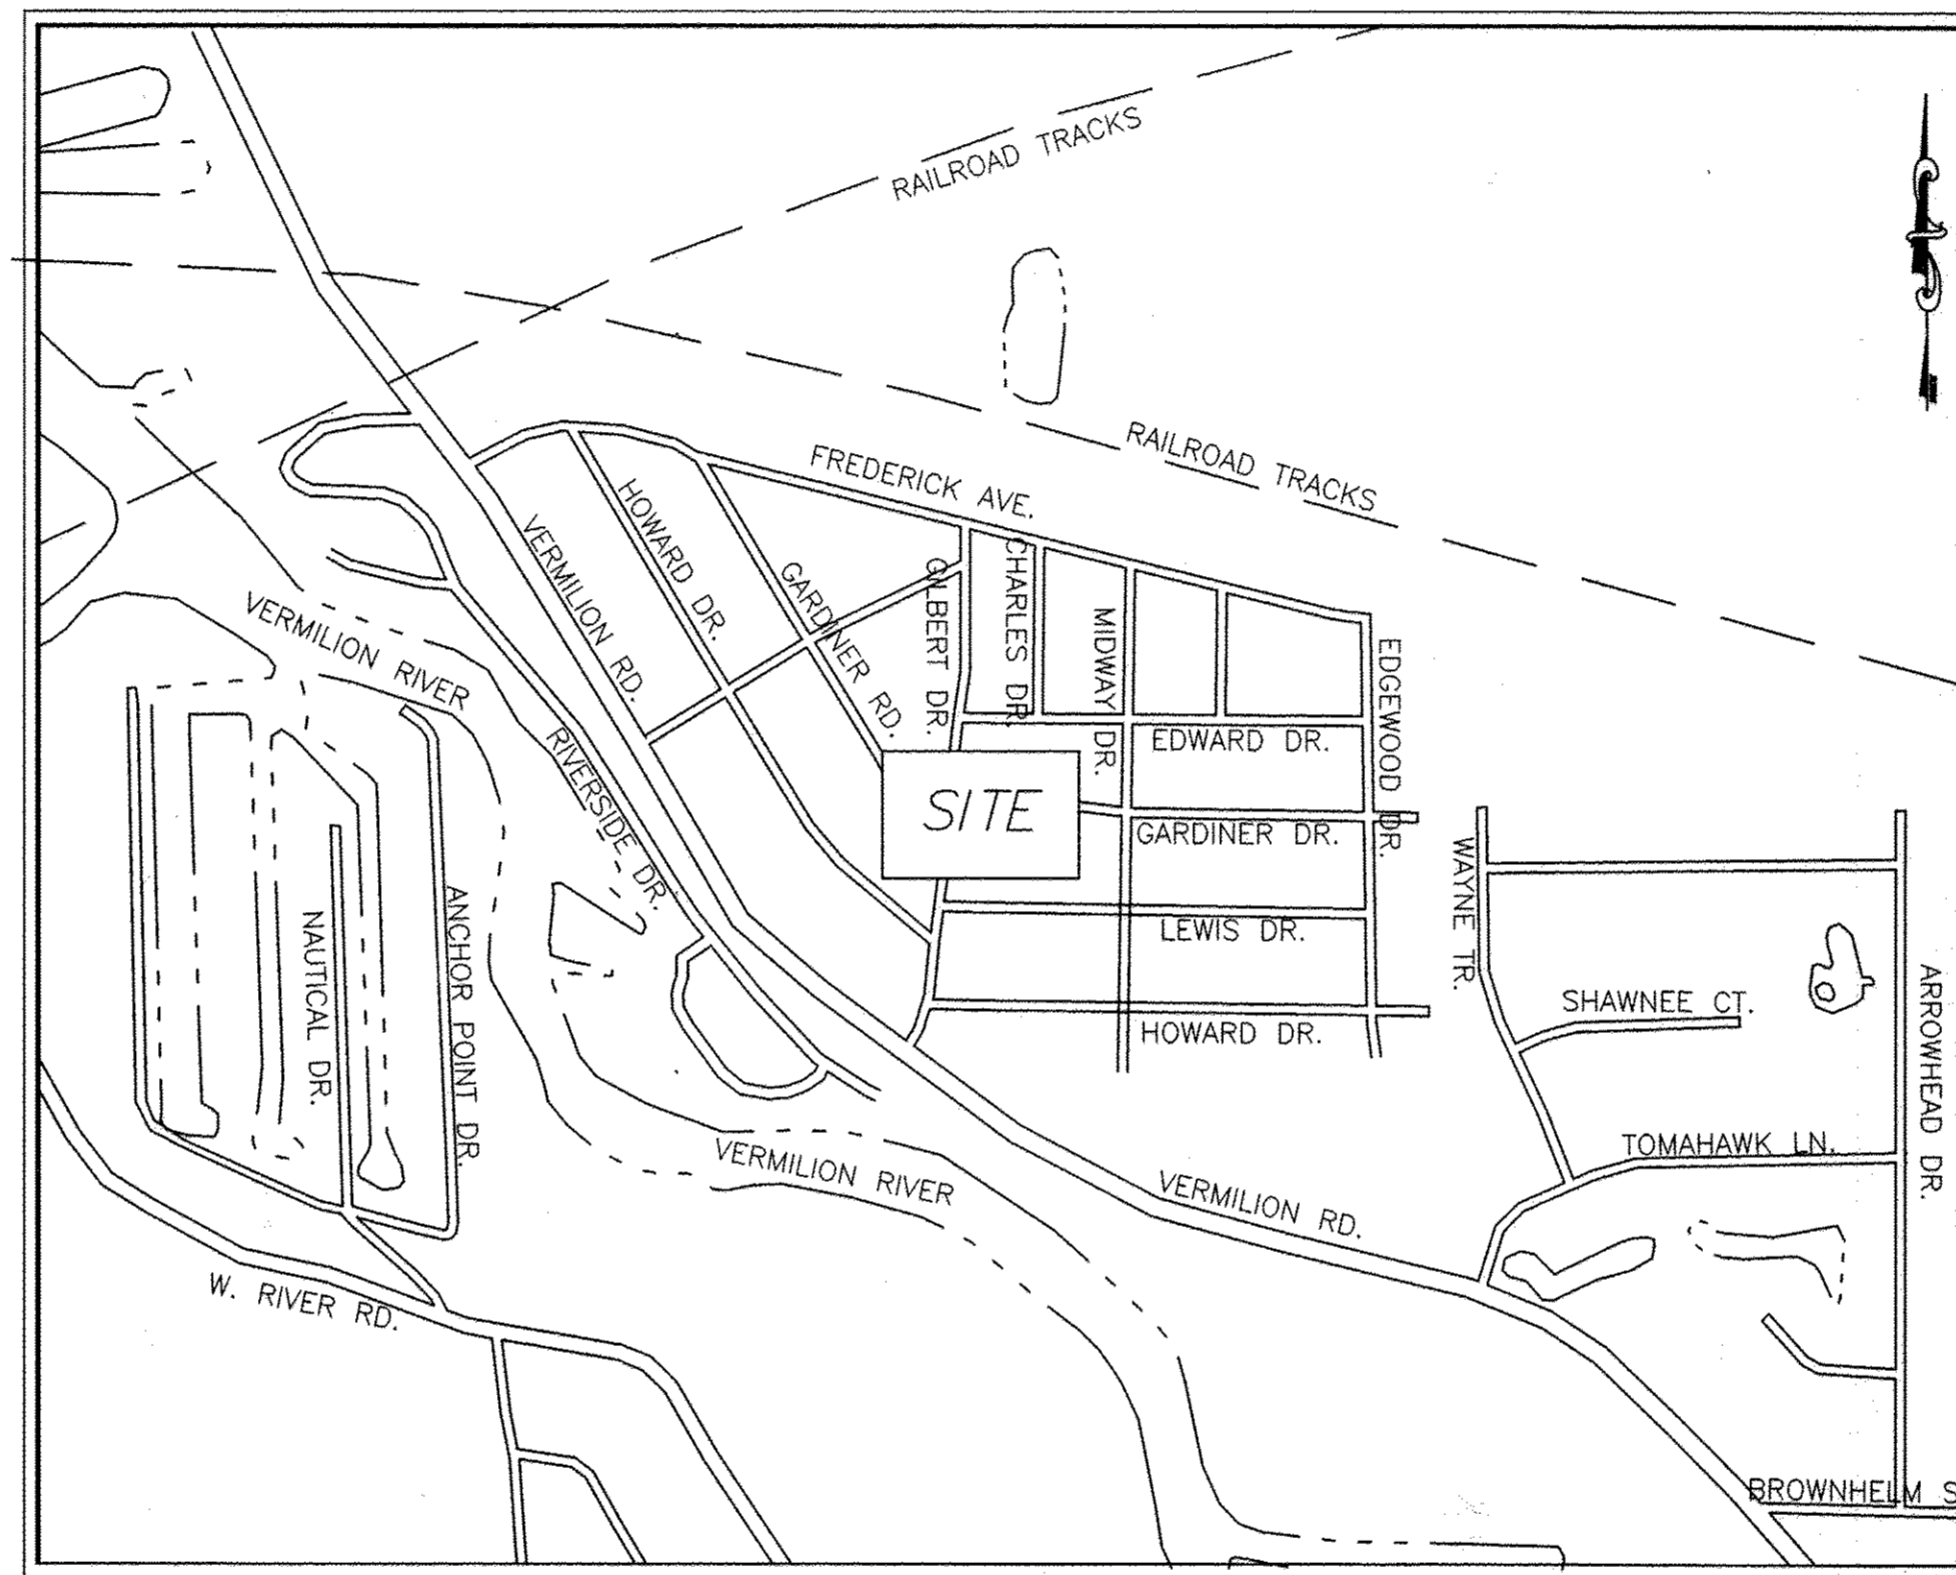 RAILROAD TRACKS
RAILROAD TRACKS
FREDERICK AVE.
HOWARD DR.
VERMILION RD.
GARDINER RD.
GILBERT DR.
CHARLES DR.
MIDWAY DR.
EDGEWOOD DR.
VERMILION RIVER
RIVERSIDE DR.
EDWARD DR.
SITE
GARDINER DR.
WAYNE TR.
LEWIS DR.
ANCHOR POINT DR.
NAUTICAL DR.
SHAWNEE CT.
HOWARD DR.
ARROWHEAD DR.
TOMAHAWK LN.
VERMILION RIVER
VERMILION RD.
W. RIVER RD.
BROWNHELM S